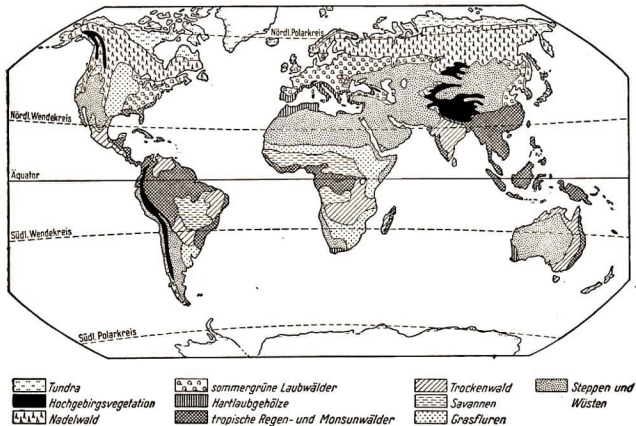 Nördl. Polarkreis
Nördl. Wendekreis
Äquator
Südl. Wendekreis
Südl. Polarkreis
Tundra
Hochgebirgsvegetation
Nadelwald
sommergrüne Laubwälder
Hartlaubgehölze
tropische Regen- und Monsunwälder
Trockenwald
Savannen
Grasfluren
Steppen und
Wüsten